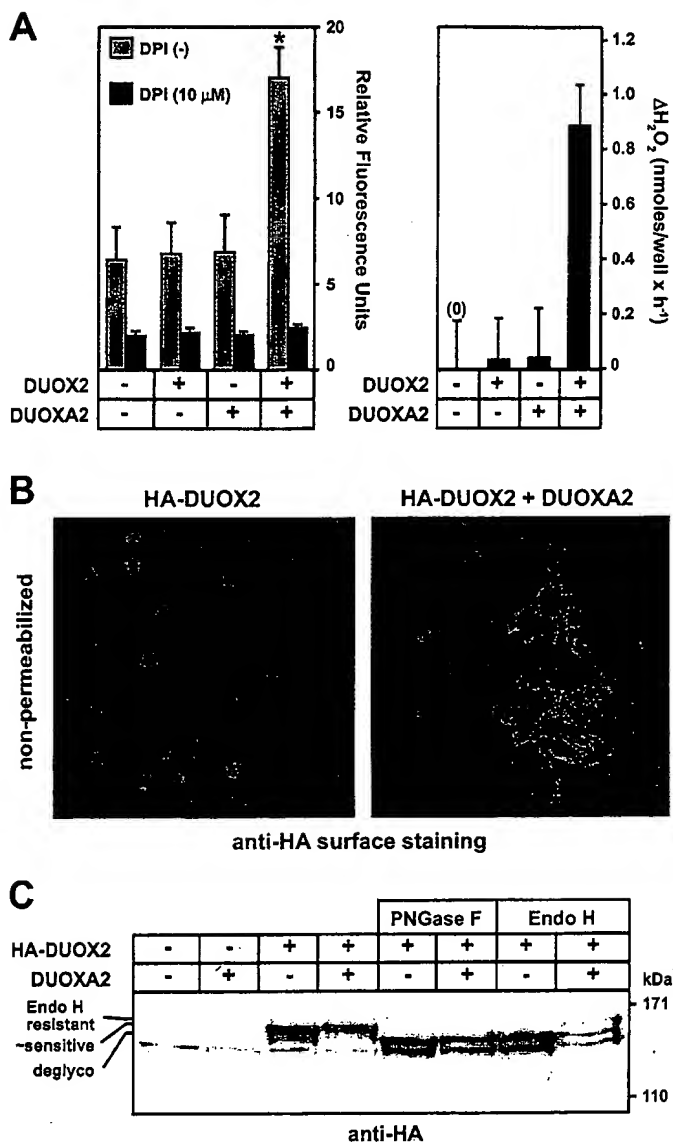 A
DPI (-)
DPI (10 µM)
*
20
15
10
5
0
Relative Fluorescence Units
DUOX2 - + - +
DUOXA2 - - + +
1.2
1.0
0.8
0.6
0.4
0.2
0
ΔH₂O₂ (nmoles/well x h⁻¹)
(0)
DUOX2 - + - +
DUOXA2 - - + +
B
HA-DUOX2
HA-DUOX2 + DUOXA2
non-permeabilized
anti-HA surface staining
C
PNGase F
Endo H
HA-DUOX2 - - + + + + + +
DUOXA2 - + - + - + - +
kDa
Endo H
resistant
~sensitive
deglyco
171
110
anti-HA